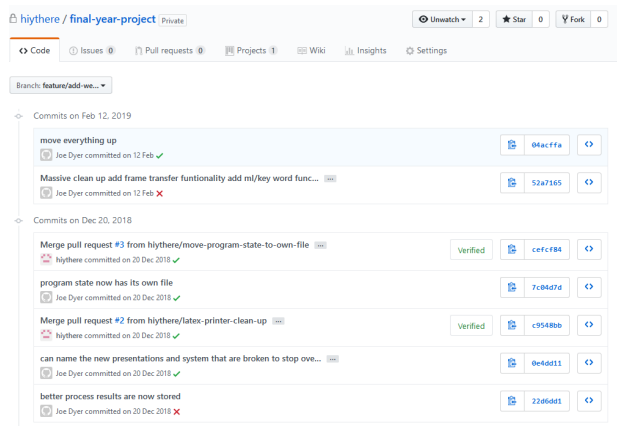 hiythere / final-year-project Private
Unwatch 2 Star 0 Fork 0
Code Issues 0 Pull requests 0 Projects 1 Wiki Insights Settings
Branch: feature/add-we...
Commits on Feb 12, 2019
move everything up
Joe Dyer committed on 12 Feb
04acffa
Massive clean up add frame transfer funtionality add ml/key word func... ...
Joe Dyer committed on 12 Feb
52a7165
Commits on Dec 20, 2018
Merge pull request #3 from hiythere/move-program-state-to-own-file ...
hiythere committed on 20 Dec 2018
Verified cefcf84
program state now has its own file
Joe Dyer committed on 20 Dec 2018
7c04d7d
Merge pull request #2 from hiythere/latex-printer-clean-up ...
hiythere committed on 20 Dec 2018
Verified c9548bb
can name the new presentations and system that are broken to stop ove... ...
Joe Dyer committed on 20 Dec 2018
0e4dd11
better process results are now stored
Joe Dyer committed on 20 Dec 2018
22d6dd1